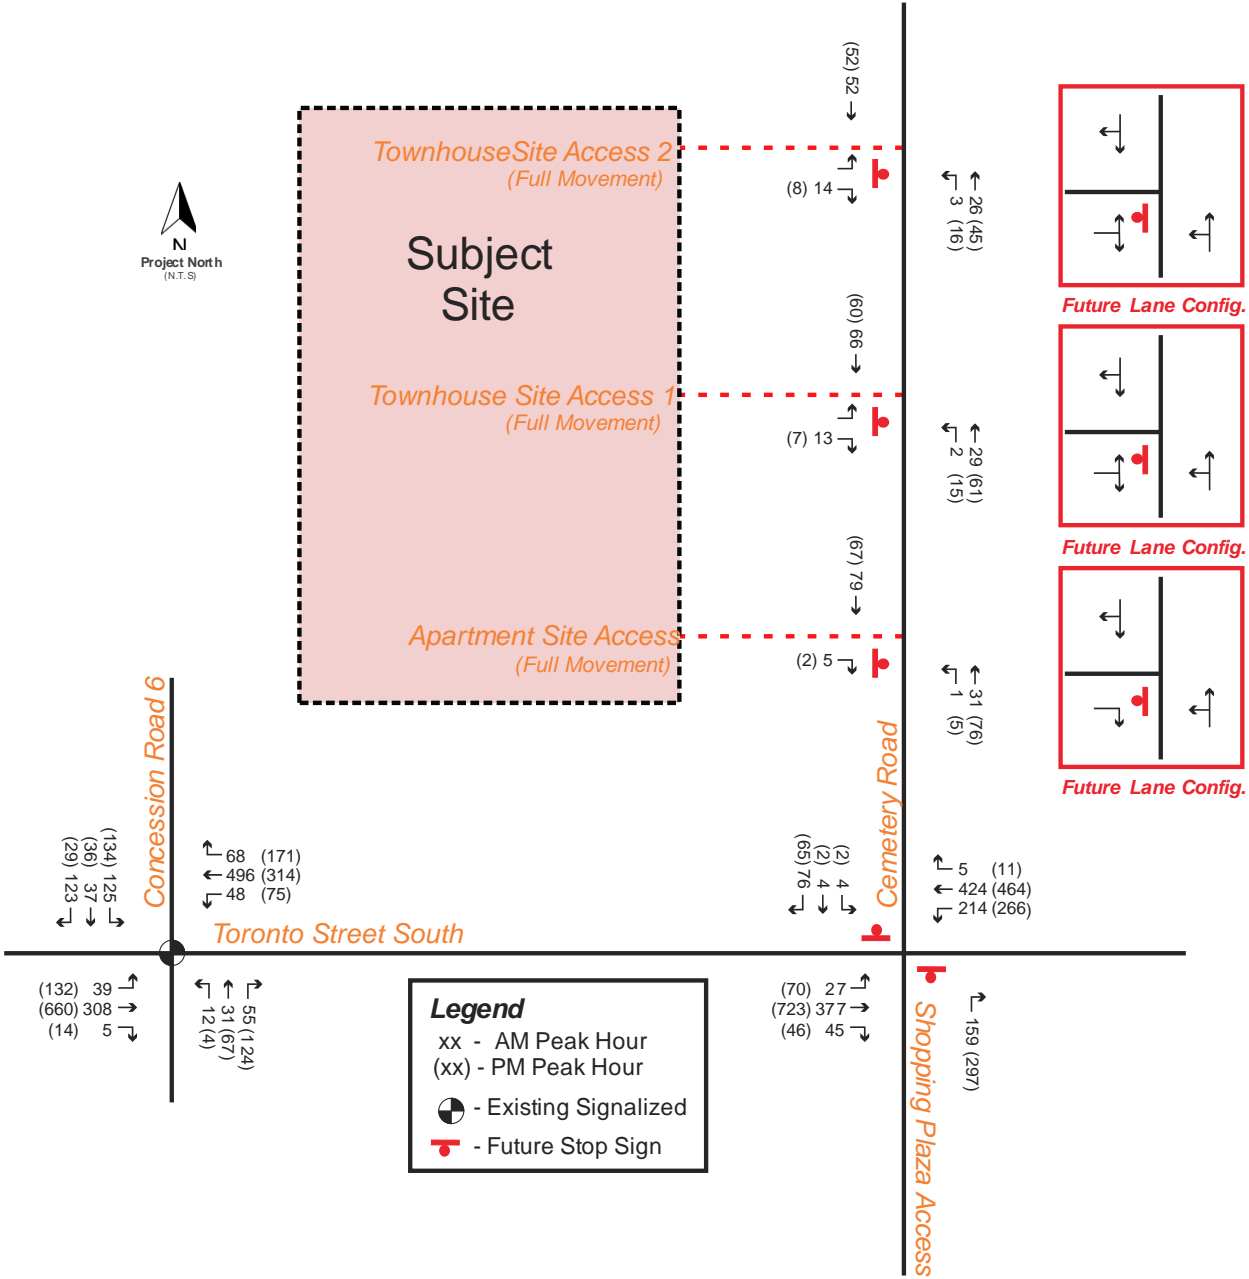 (52) 52
Townhouse Site Access 2
(Full Movement)
(8) 14
26 (45)
3 (16)
N
Project North
(N.T.S)
Subject
Site
Future Lane Config.
(60) 66
Townhouse Site Access 1
(Full Movement)
(7) 13
29 (61)
2 (15)
Future Lane Config.
(67) 79
Apartment Site Access
(Full Movement)
(2) 5
31 (76)
1 (5)
Future Lane Config.
Concession Road 6
Cemetery Road
(134) 125
(36) 37
(29) 123
68 (171)
496 (314)
48 (75)
(2) 4
(2) 4
(65) 76
5 (11)
424 (464)
214 (266)
Toronto Street South
(132) 39
(660) 308
(14) 5
55 (124)
31 (67)
12 (4)
(70) 27
(723) 377
(46) 45
159 (297)
Shopping Plaza Access
Legend
xx - AM Peak Hour
(xx) - PM Peak Hour
- Existing Signalized
- Future Stop Sign